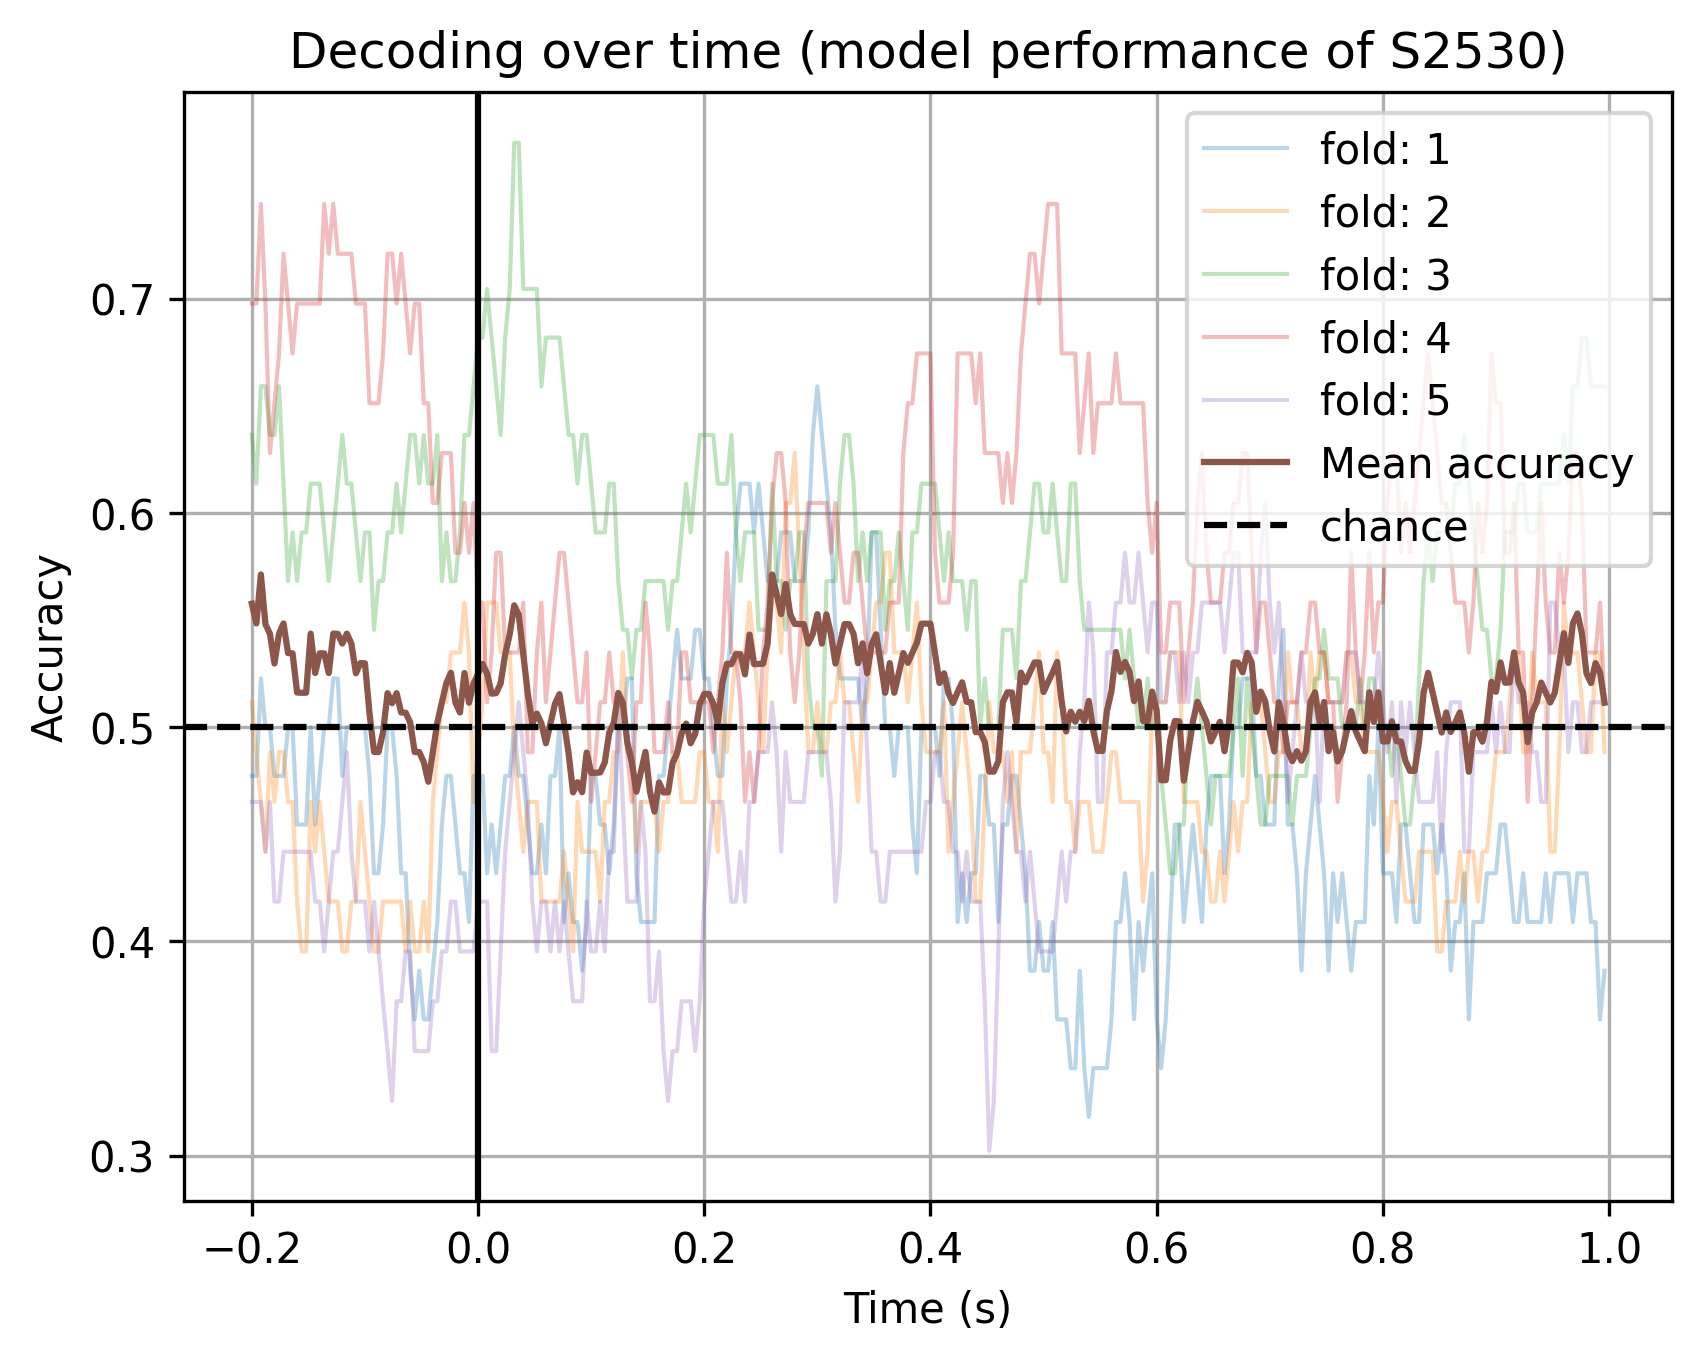 Decoding over time (model performance of S2530)
fold: 1
fold: 2
fold: 3
fold: 4
fold: 5
Mean accuracy
chance
Accuracy
0.7
0.6
0.5
0.4
0.3
−0.2 0.0 0.2 0.4 0.6 0.8 1.0
Time (s)